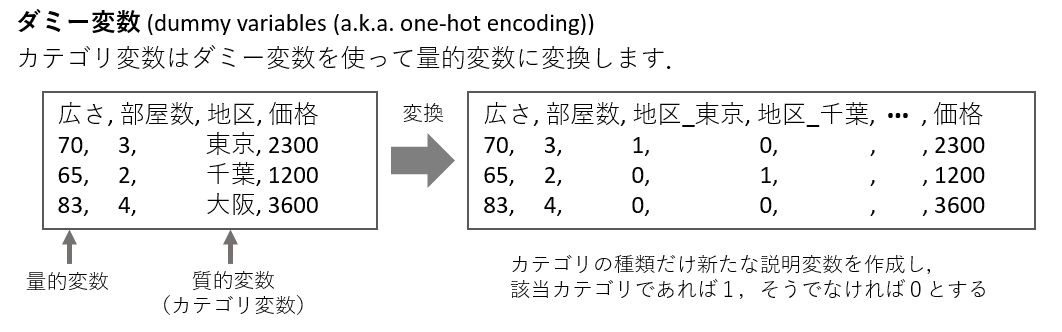 ダミー変数 (dummy variables (a.k.a. one-hot encoding))
カテゴリ変数はダミー変数を使って量的変数に変換します.
広さ, 部屋数, 地区, 価格
70, 3, 東京, 2300
65, 2, 千葉, 1200
83, 4, 大阪, 3600
変換
広さ, 部屋数, 地区_東京, 地区_千葉, ••• , 価格
70, 3, 1, 0, , , 2300
65, 2, 0, 1, , , 1200
83, 4, 0, 0, , , 3600
量的変数
質的変数
（カテゴリ変数）
カテゴリの種類だけ新たな説明変数を作成し，
該当カテゴリであれば１，そうでなければ０とする